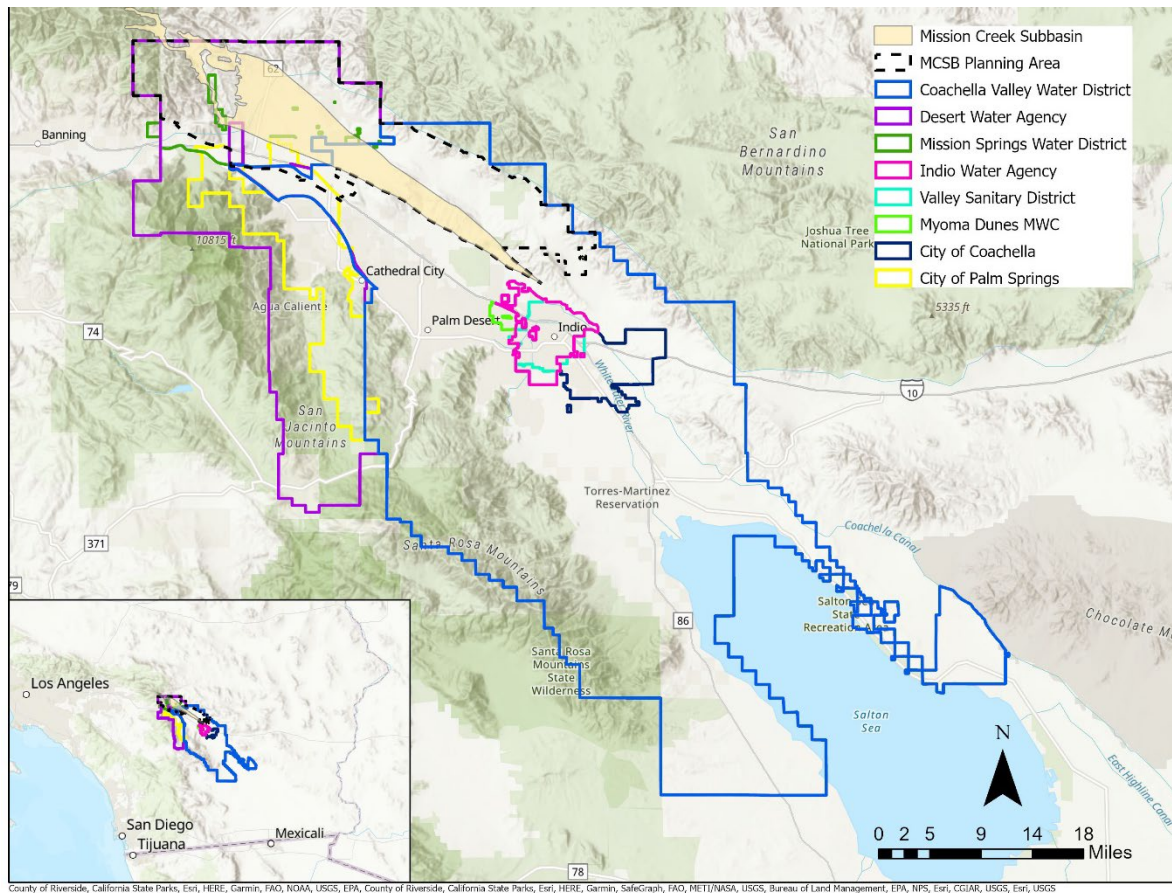 Mission Creek Subbasin
MCSB Planning Area
Coachella Valley Water District
Desert Water Agency
Mission Springs Water District
Indio Water Agency
Valley Sanitary District
Myoma Dunes MWC
City of Coachella
City of Palm Springs
62
Banning
San
Bernardino
Mountains
Joshua Tree
National Park
10815 ft
Cathedral City
Agua Caliente
5335 ft
74
Palm Desert
Indio
Whitewater River
10
San
Jacinto
Mountains
Torres-Martinez
Reservation
Coachella Canal
371
Santa Rosa Mountains
79
Salton Sea
State
Recreation Area
Chocolate M
86
Santa Rosa
Mountains
State
Wilderness
Los Angeles
Salton
Sea
N
East Highline Canal
San Diego
Tijuana
Mexicali
0 2 5 9 14 18
Miles
78
County of Riverside, California State Parks, Esri, HERE, Garmin, FAO, NOAA, USGS, EPA, County of Riverside, California State Parks, Esri, HERE, Garmin, SafeGraph, FAO, METI/NASA, USGS, Bureau of Land Management, EPA, NPS, Esri, CGIAR, USGS, Esri, USGS